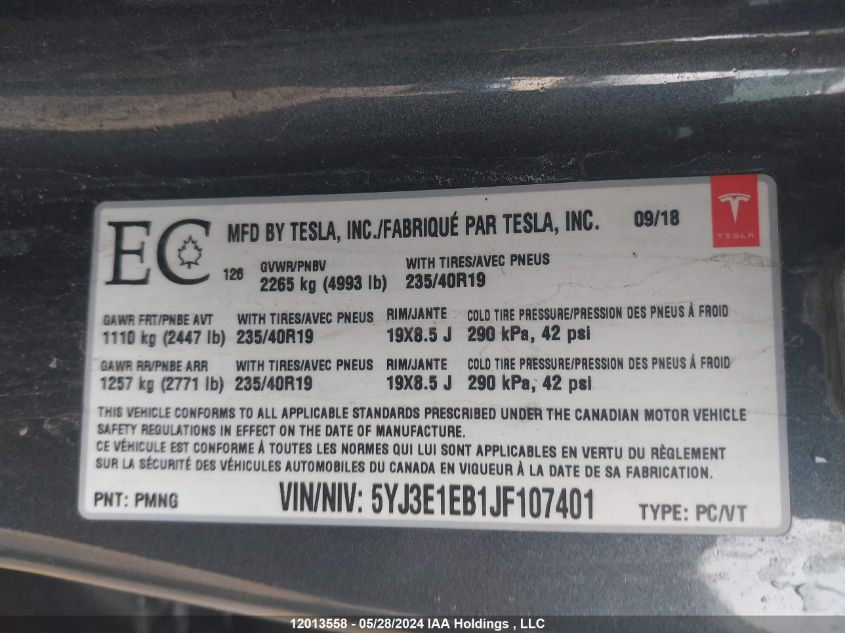 EC
MFD BY TESLA, INC./FABRIQUÉ PAR TESLA, INC. 09/18
TESLA
126
GVWR/PNBV WITH TIRES/AVEC PNEUS
2265 kg (4993 lb) 235/40R19
GAWR FRT/PNBE AVT WITH TIRES/AVEC PNEUS RIM/JANTE COLD TIRE PRESSURE/PRESSION DES PNEUS À FROID
1110 kg (2447 lb) 235/40R19 19X8.5 J 290 kPa, 42 psi
GAWR RR/PNBE ARR WITH TIRES/AVEC PNEUS RIM/JANTE COLD TIRE PRESSURE/PRESSION DES PNEUS À FROID
1257 kg (2771 lb) 235/40R19 19X8.5 J 290 kPa, 42 psi
THIS VEHICLE CONFORMS TO ALL APPLICABLE STANDARDS PRESCRIBED UNDER THE CANADIAN MOTOR VEHICLE
SAFETY REGULATIONS IN EFFECT ON THE DATE OF MANUFACTURE.
CE VÉHICULE EST CONFORME À TOUTES LES NORMES QUI LUI SONT APPLICABLES EN VERTU DU RÈGLEMENT
SUR LA SÉCURITÉ DES VÉHICULES AUTOMOBILES DU CANADA EN VIGUEUR À LA DATE DE SA FABRICATION.
PNT: PMNG VIN/NIV: 5YJ3E1EB1JF107401 TYPE: PC/VT
12013558 - 05/28/2024 IAA Holdings , LLC